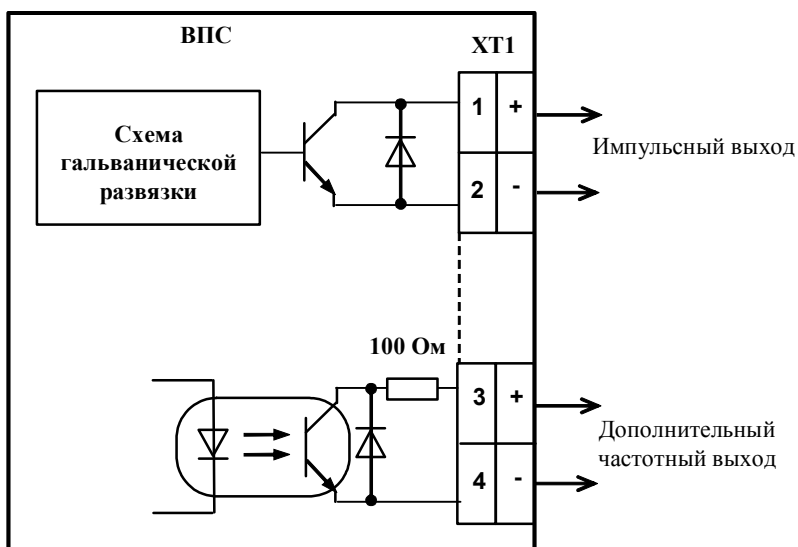 ВПС
XT1
Схема
гальванической
развязки
1 +
2 -
Импульсный выход
100 Ом
3 +
4 -
Дополнительный
частотный выход